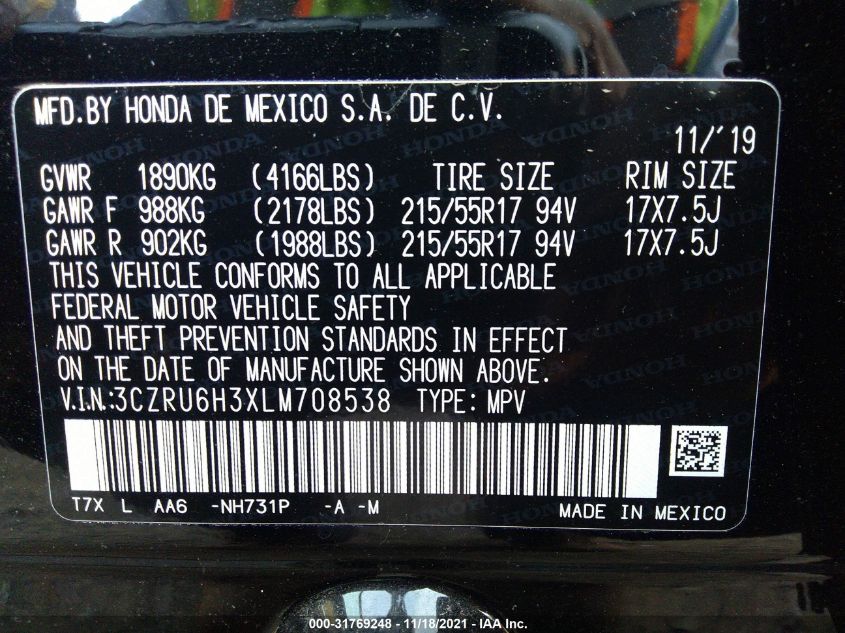 MFD.BY HONDA DE MEXICO S.A. DE C.V.
11/'19
GVWR 1890KG (4166LBS) TIRE SIZE RIM SIZE
GAWR F 988KG (2178LBS) 215/55R17 94V 17X7.5J
GAWR R 902KG (1988LBS) 215/55R17 94V 17X7.5J
THIS VEHICLE CONFORMS TO ALL APPLICABLE
FEDERAL MOTOR VEHICLE SAFETY
AND THEFT PREVENTION STANDARDS IN EFFECT
ON THE DATE OF MANUFACTURE SHOWN ABOVE.
V.I.N.:3CZRU6H3XLM708538 TYPE: MPV
T7X L AA6 -NH731P -A -M MADE IN MEXICO
000-31769248 - 11/18/2021 - IAA Inc.